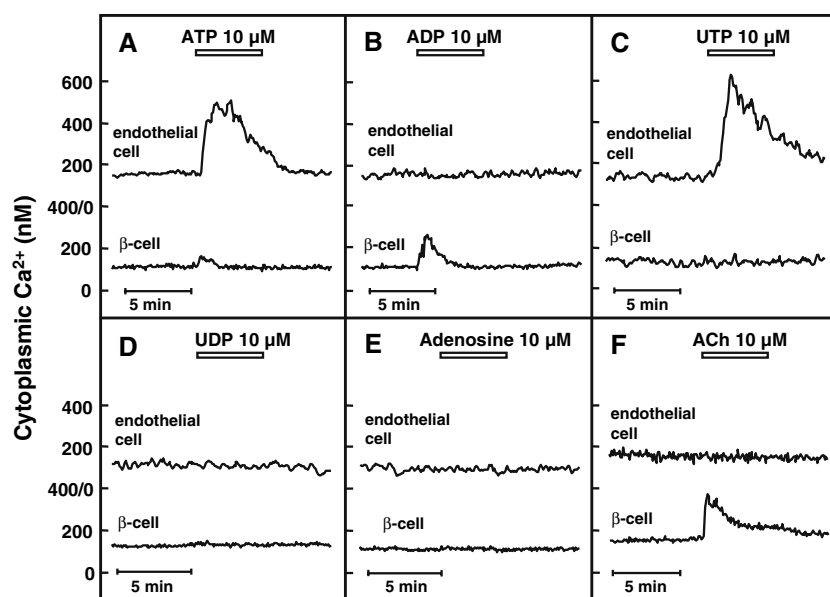 Cytoplasmic Ca²⁺ (nM)
A
ATP 10 µM
600
400
200
400/0
200
0
endothelial
cell
β-cell
5 min
B
ADP 10 µM
endothelial
cell
β-cell
5 min
C
UTP 10 µM
endothelial
cell
β-cell
5 min
D
UDP 10 µM
400
200
400/0
200
0
endothelial
cell
β-cell
5 min
E
Adenosine 10 µM
endothelial
cell
β-cell
5 min
F
ACh 10 µM
endothelial
cell
β-cell
5 min